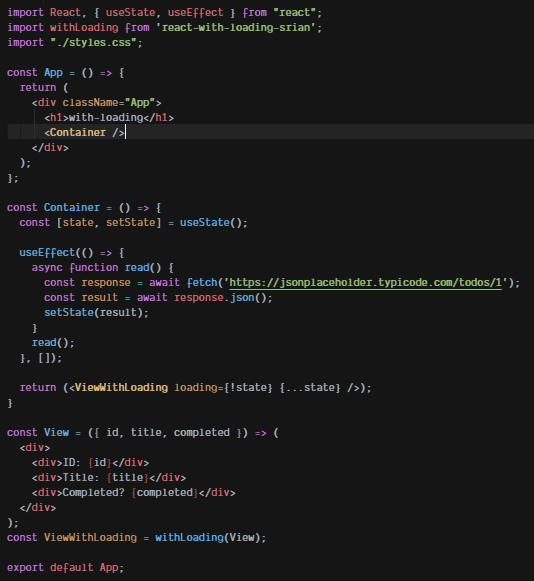 import React, { useState, useEffect } from "react";
import withLoading from 'react-with-loading-srian';
import "./styles.css";

const App = () => {
  return (
    <div className="App">
      <h1>with-loading</h1>
      <Container />
    </div>
  );
};

const Container = () => {
  const [state, setState] = useState();

  useEffect(() => {
    async function read() {
      const response = await fetch('https://jsonplaceholder.typicode.com/todos/1');
      const result = await response.json();
      setState(result);
    }
    read();
  }, []);

  return (<ViewWithLoading loading={!state} {...state} />);
}

const View = ({ id, title, completed }) => (
  <div>
    <div>ID: {id}</div>
    <div>Title: {title}</div>
    <div>Completed? {completed}</div>
  </div>
);
const ViewWithLoading = withLoading(View);

export default App;